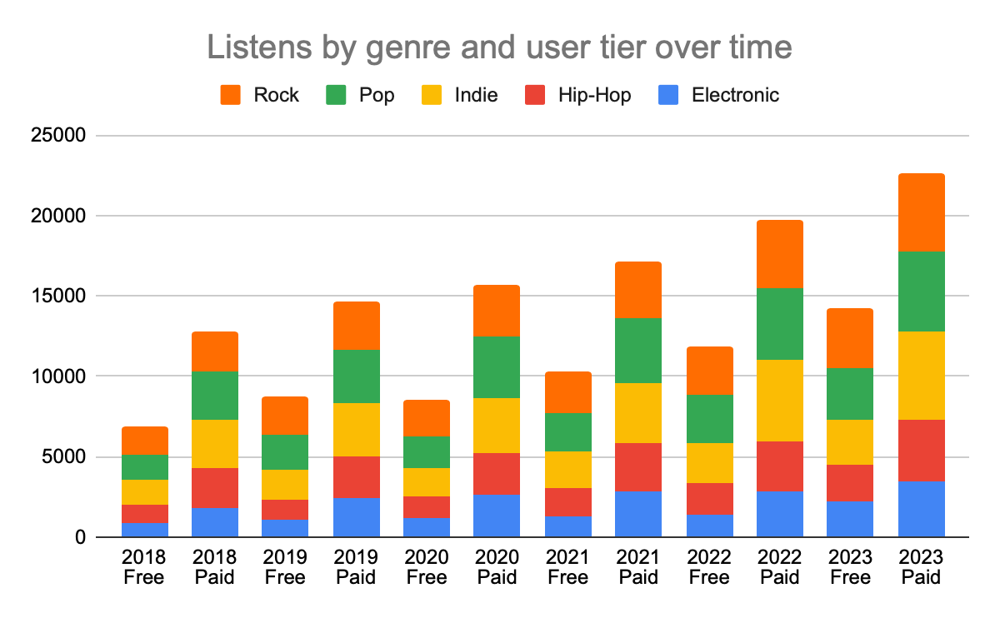 Listens by genre and user tier over time
Rock Pop Indie Hip-Hop Electronic
25000
20000
15000
10000
5000
0
2018 2018 2019 2019 2020 2020 2021 2021 2022 2022 2023 2023
Free Paid Free Paid Free Paid Free Paid Free Paid Free Paid